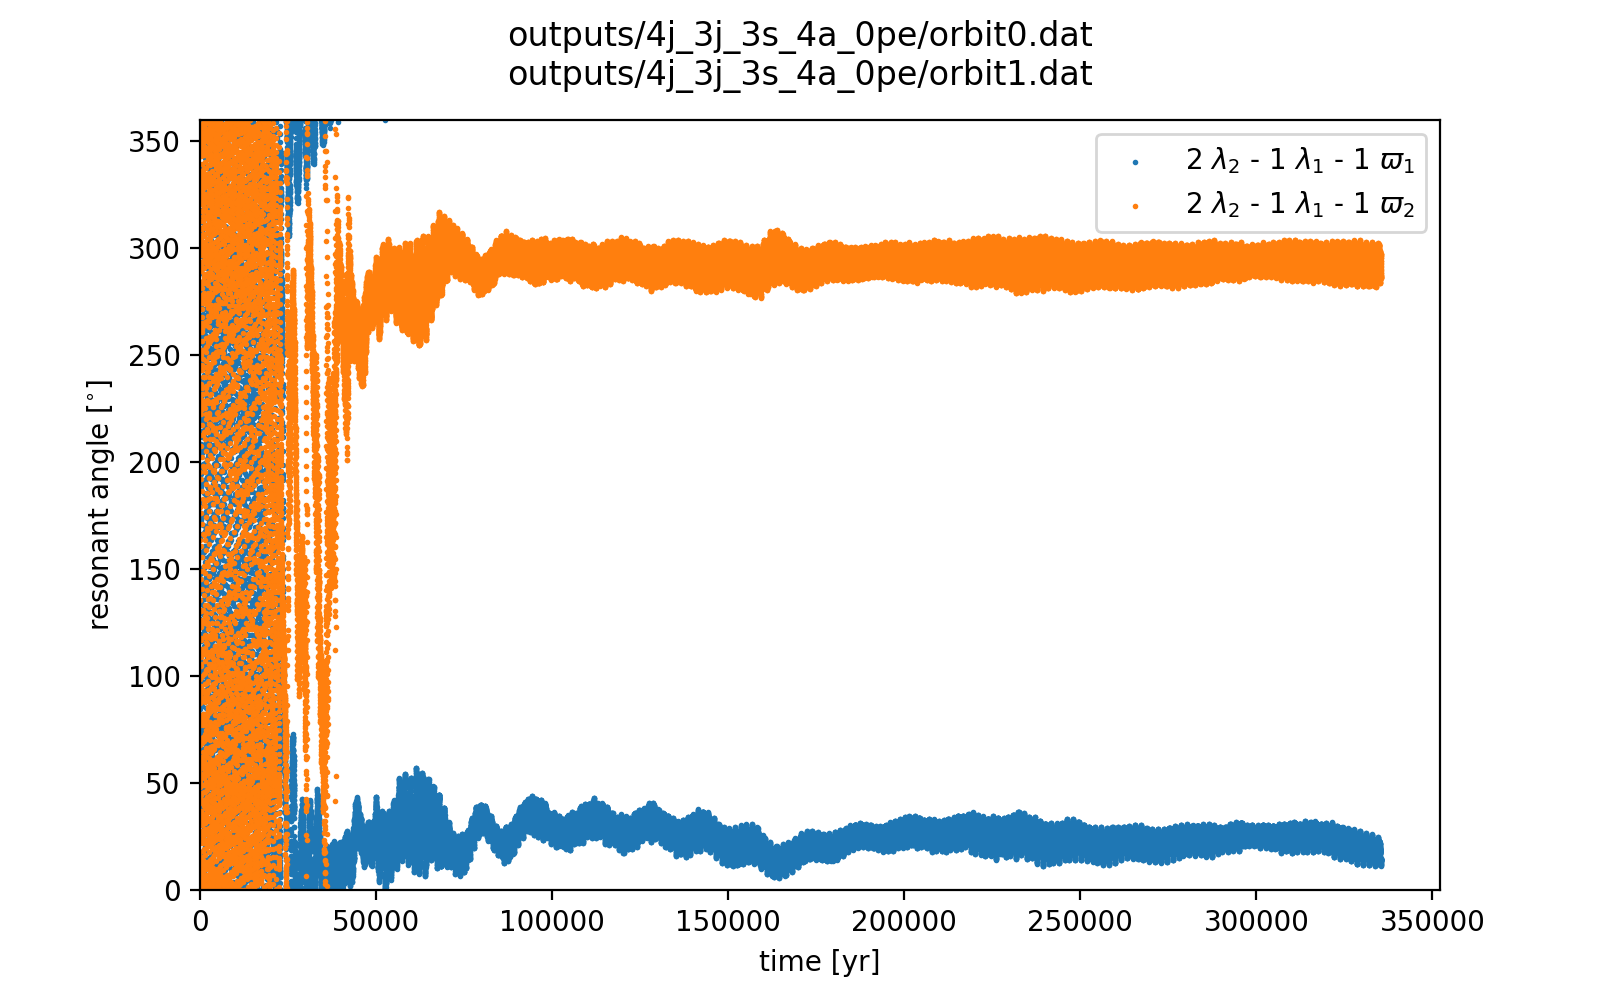 outputs/4j_3j_3s_4a_0pe/orbit0.dat
outputs/4j_3j_3s_4a_0pe/orbit1.dat
2 λ₂ - 1 λ₁ - 1 ϖ₁
2 λ₂ - 1 λ₁ - 1 ϖ₂
resonant angle [°]
350
300
250
200
150
100
50
0
0 50000 100000 150000 200000 250000 300000 350000
time [yr]